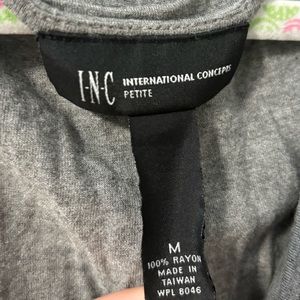 I·N·C INTERNATIONAL CONCEPTS
PETITE
M
100% RAYON
MADE IN
TAIWAN
WPL 8046